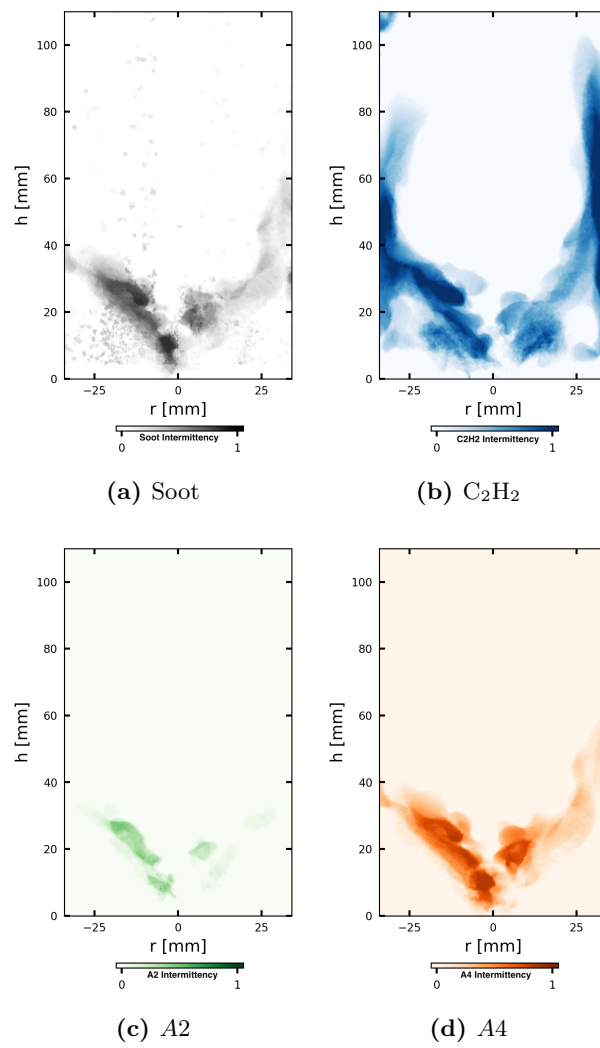 100
80
60
40
20
0
h [mm]
−25 0 25
r [mm]
Soot Intermittency
0 1
(a) Soot
100
80
60
40
20
0
h [mm]
−25 0 25
r [mm]
C2H2 Intermittency
0 1
(b) C₂H₂
100
80
60
40
20
0
h [mm]
−25 0 25
r [mm]
A2 Intermittency
0 1
(c) A2
100
80
60
40
20
0
h [mm]
−25 0 25
r [mm]
A4 Intermittency
0 1
(d) A4